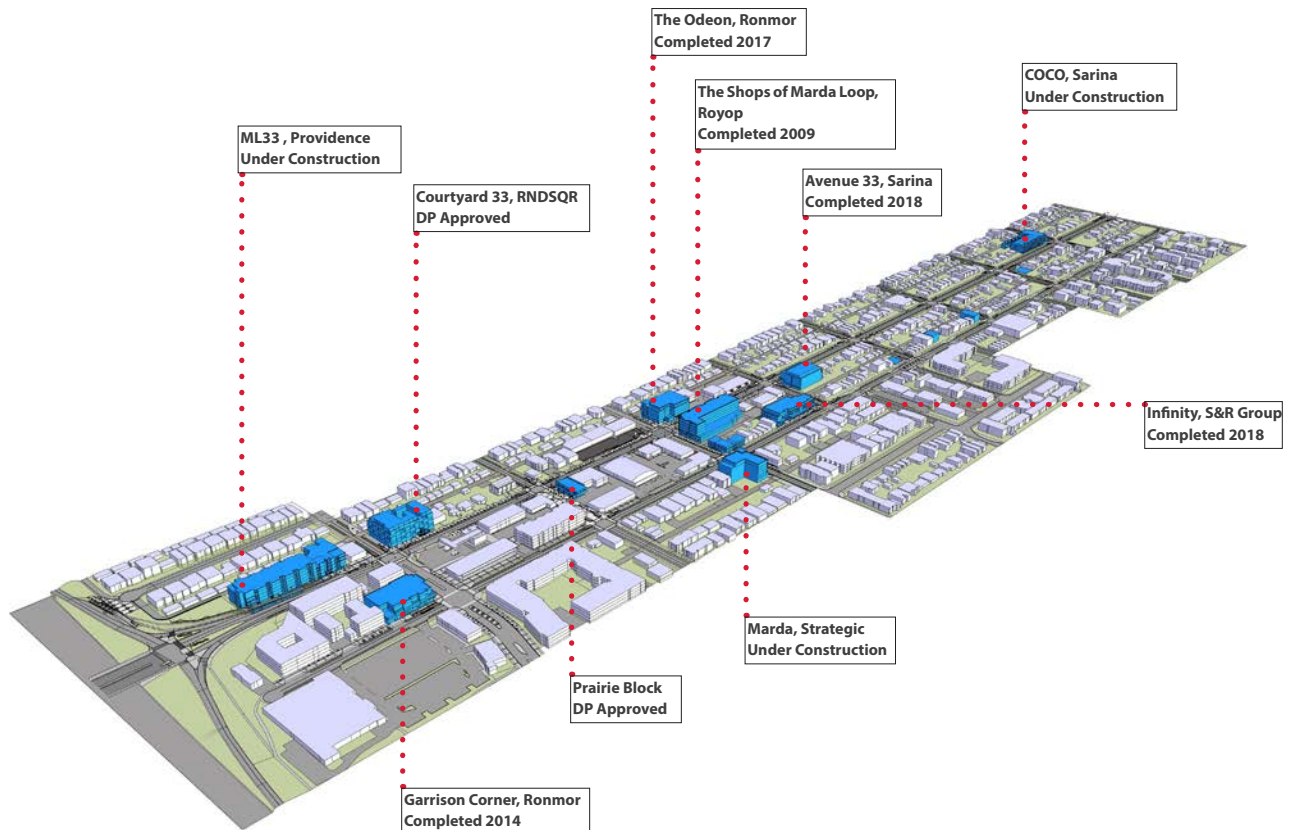 The Odeon, Ronmor
Completed 2017
COCO, Sarina
Under Construction
The Shops of Marda Loop,
Royop
Completed 2009
ML33 , Providence
Under Construction
Avenue 33, Sarina
Completed 2018
Courtyard 33, RNDSQR
DP Approved
Infinity, S&R Group
Completed 2018
Marda, Strategic
Under Construction
Prairie Block
DP Approved
Garrison Corner, Ronmor
Completed 2014